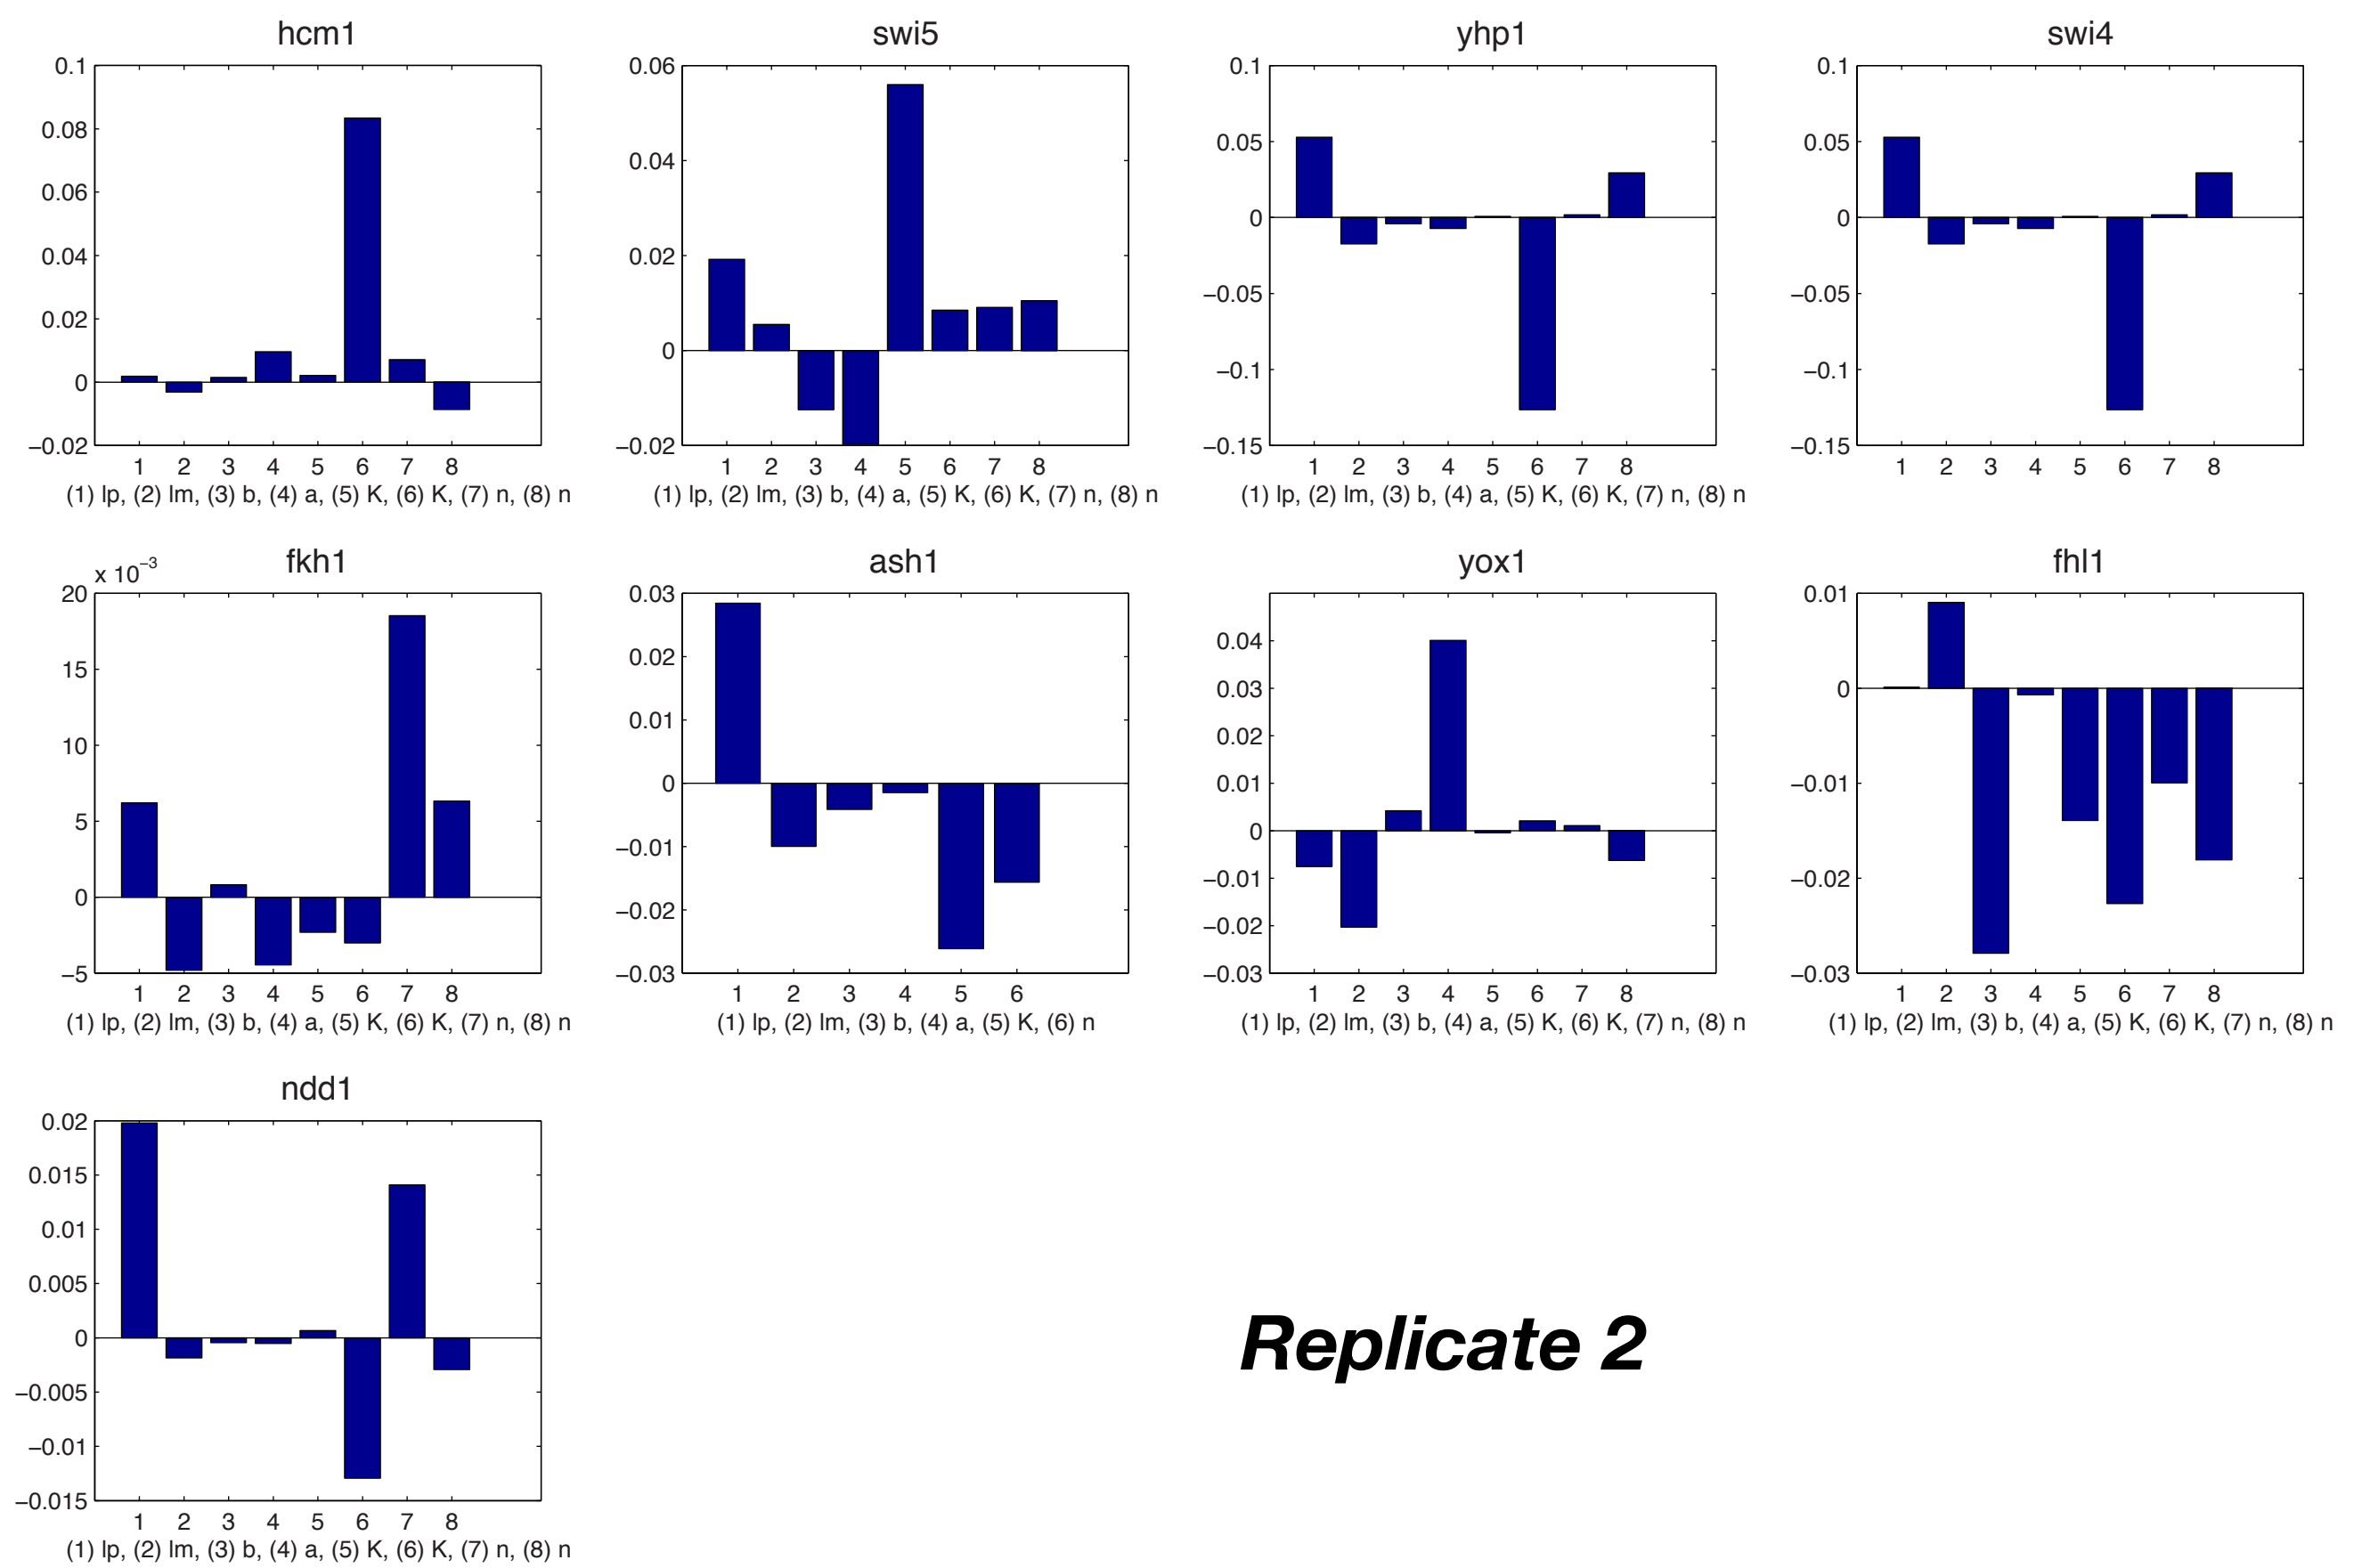 hcm1
0.1
0.08
0.06
0.04
0.02
0
−0.02
1 2 3 4 5 6 7 8
(1) lp, (2) lm, (3) b, (4) a, (5) K, (6) K, (7) n, (8) n
swi5
0.06
0.04
0.02
0
−0.02
1 2 3 4 5 6 7 8
(1) lp, (2) lm, (3) b, (4) a, (5) K, (6) K, (7) n, (8) n
yhp1
0.1
0.05
0
−0.05
−0.1
−0.15
1 2 3 4 5 6 7 8
(1) lp, (2) lm, (3) b, (4) a, (5) K, (6) K, (7) n, (8) n
swi4
0.1
0.05
0
−0.05
−0.1
−0.15
1 2 3 4 5 6 7 8
fkh1
x 10−3
20
15
10
5
0
−5
1 2 3 4 5 6 7 8
(1) lp, (2) lm, (3) b, (4) a, (5) K, (6) K, (7) n, (8) n
ash1
0.03
0.02
0.01
0
−0.01
−0.02
−0.03
1 2 3 4 5 6
(1) lp, (2) lm, (3) b, (4) a, (5) K, (6) n
yox1
0.04
0.03
0.02
0.01
0
−0.01
−0.02
−0.03
1 2 3 4 5 6 7 8
(1) lp, (2) lm, (3) b, (4) a, (5) K, (6) K, (7) n, (8) n
fhl1
0.01
0
−0.01
−0.02
−0.03
1 2 3 4 5 6 7 8
(1) lp, (2) lm, (3) b, (4) a, (5) K, (6) K, (7) n, (8) n
ndd1
0.02
0.015
0.01
0.005
0
−0.005
−0.01
−0.015
1 2 3 4 5 6 7 8
(1) lp, (2) lm, (3) b, (4) a, (5) K, (6) K, (7) n, (8) n
Replicate 2